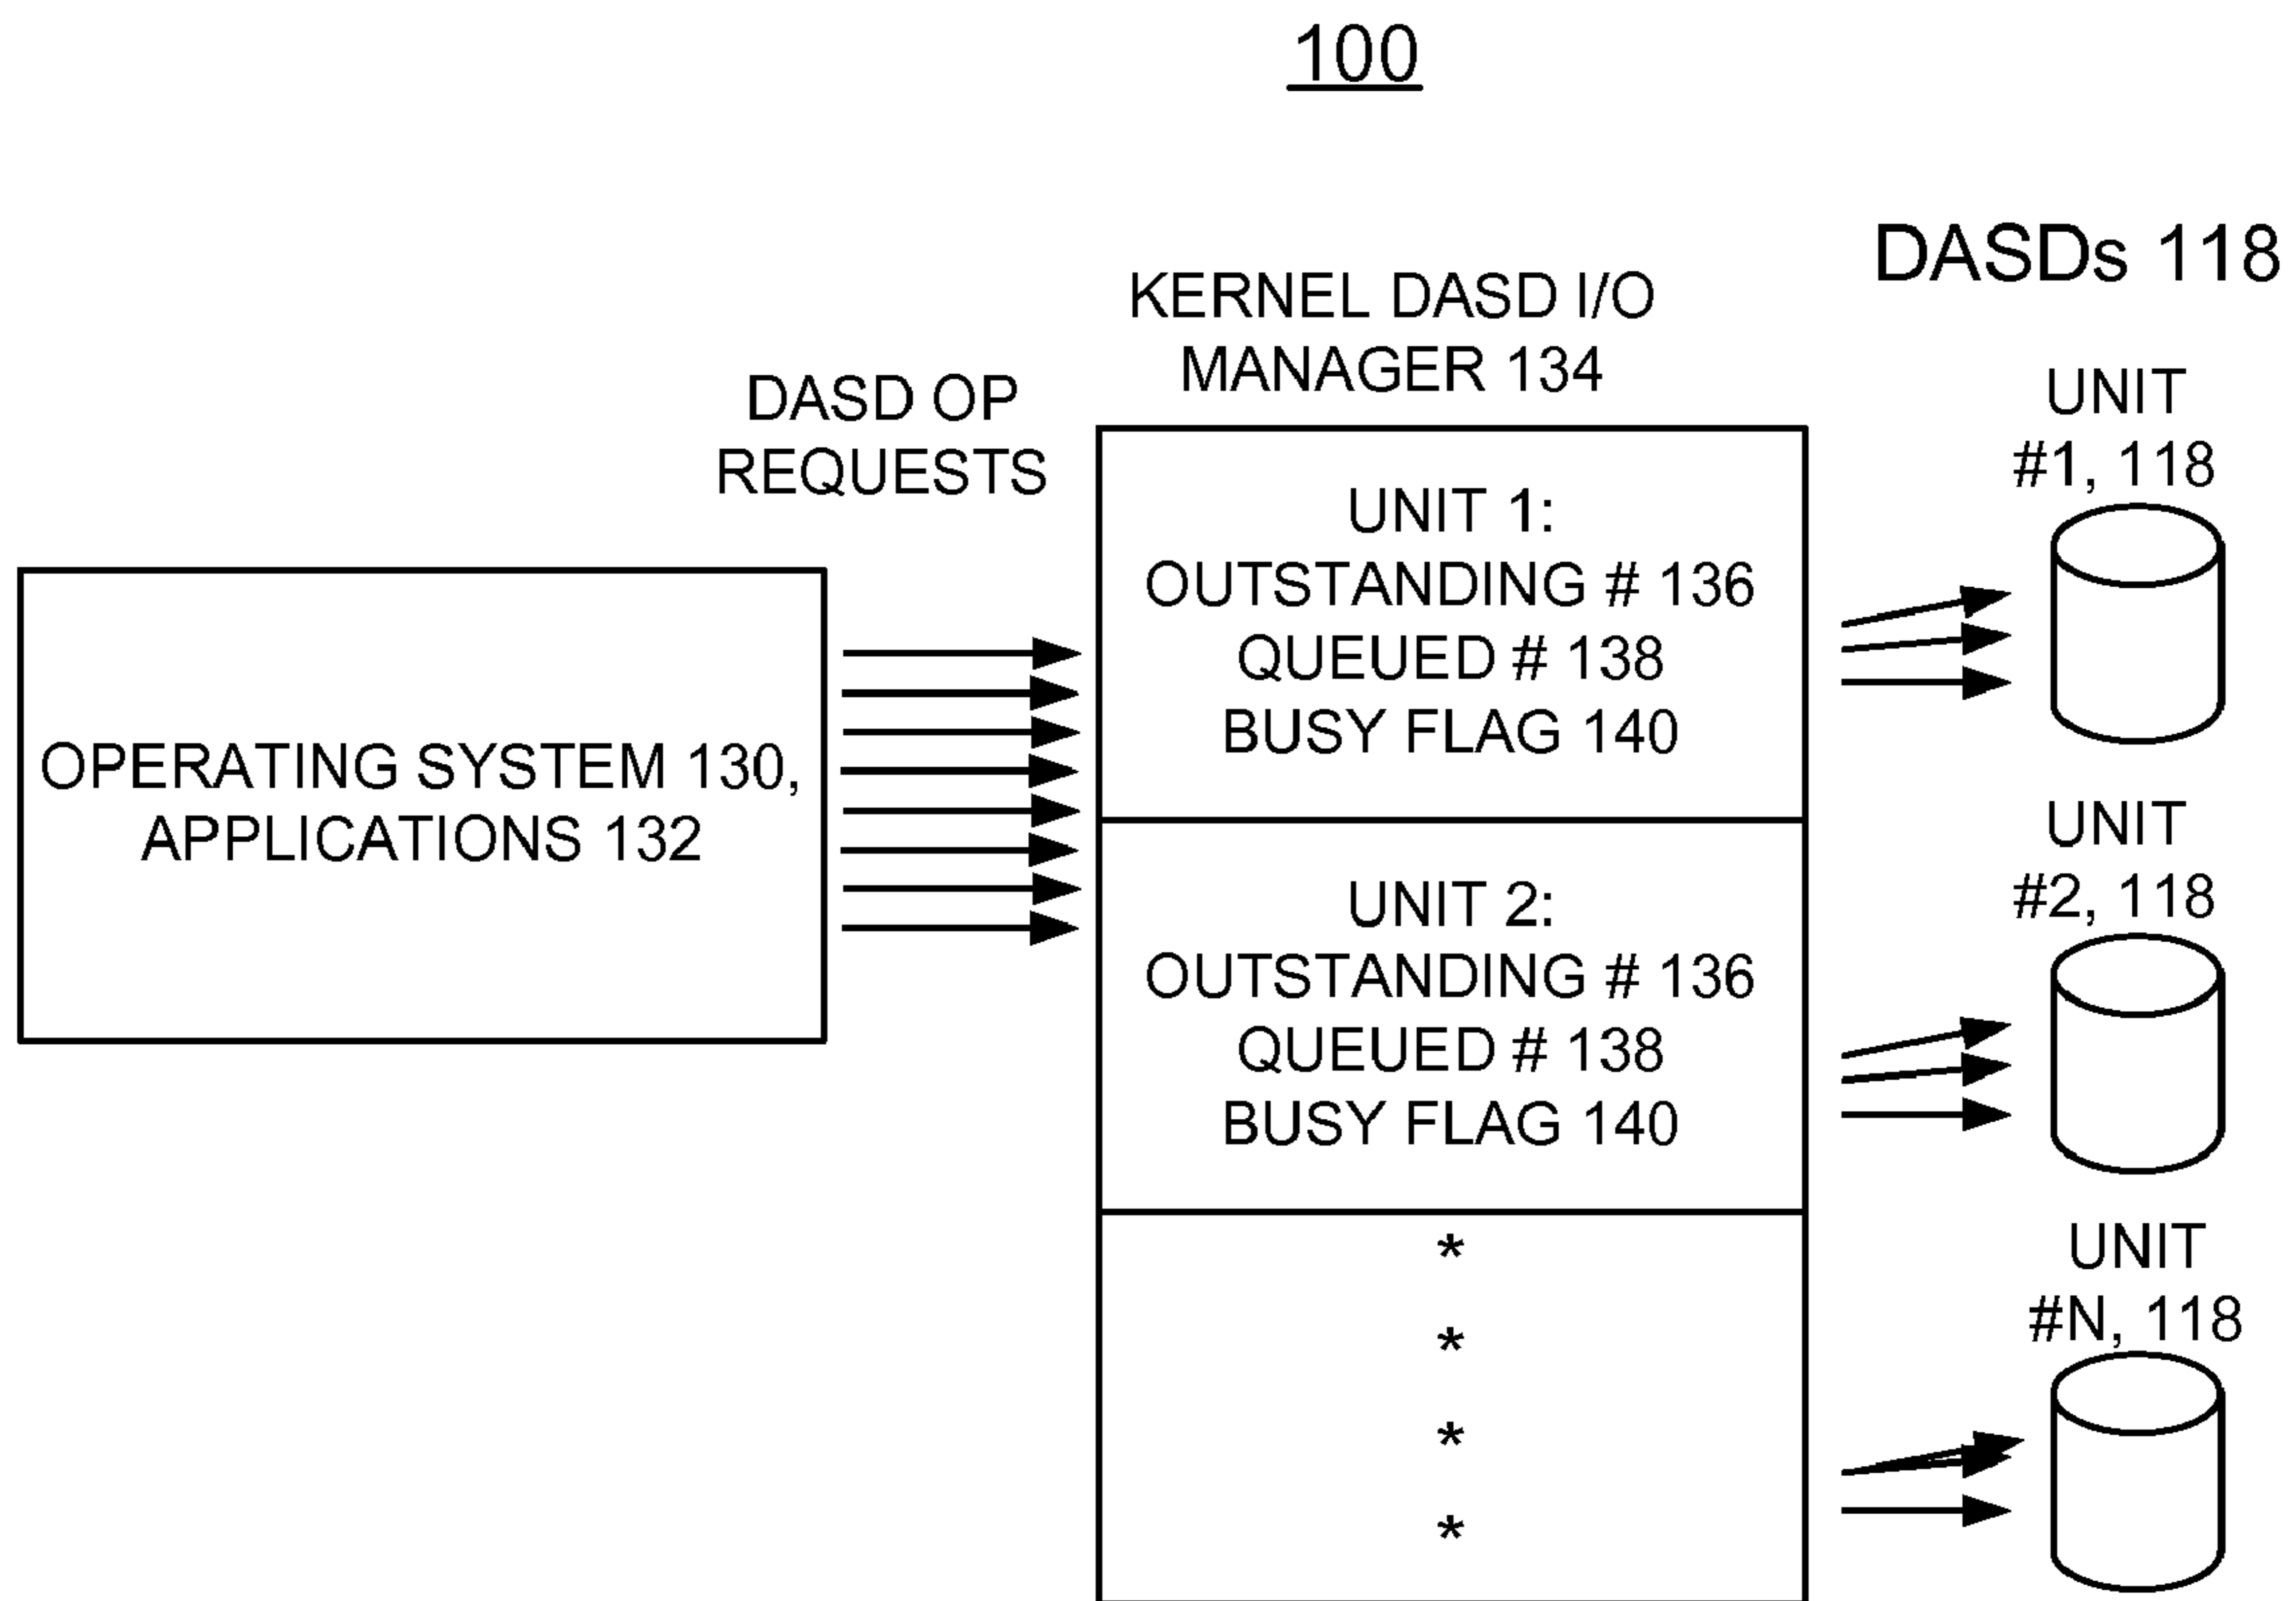 100
DASDs 118
KERNEL DASD I/O
MANAGER 134
DASD OP
REQUESTS
OPERATING SYSTEM 130,
APPLICATIONS 132
UNIT 1:
OUTSTANDING # 136
QUEUED # 138
BUSY FLAG 140
UNIT 2:
OUTSTANDING # 136
QUEUED # 138
BUSY FLAG 140
*
*
*
*
UNIT
#1, 118
UNIT
#2, 118
UNIT
#N, 118